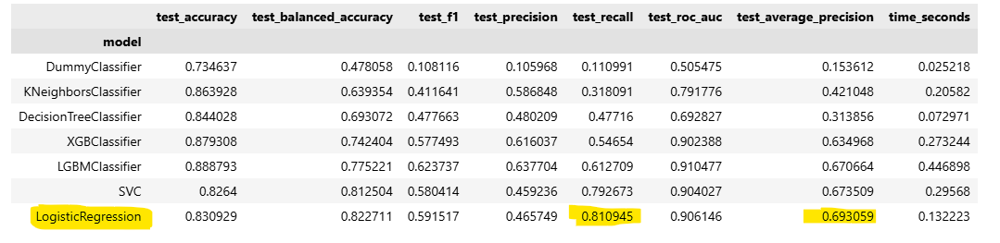 test_accuracy test_balanced_accuracy test_f1 test_precision test_recall test_roc_auc test_average_precision time_seconds
model
DummyClassifier 0.734637 0.478058 0.108116 0.105968 0.110991 0.505475 0.153612 0.025218
KNeighborsClassifier 0.863928 0.639354 0.411641 0.586848 0.318091 0.791776 0.421048 0.20582
DecisionTreeClassifier 0.844028 0.693072 0.477663 0.480209 0.47716 0.692827 0.313856 0.072971
XGBClassifier 0.879308 0.742404 0.577493 0.616037 0.54654 0.902388 0.634968 0.273244
LGBMClassifier 0.888793 0.775221 0.623737 0.637704 0.612709 0.910477 0.670664 0.446898
SVC 0.8264 0.812504 0.580414 0.459236 0.792673 0.904027 0.673509 0.29568
LogisticRegression 0.830929 0.822711 0.591517 0.465749 0.810945 0.906146 0.693059 0.132223